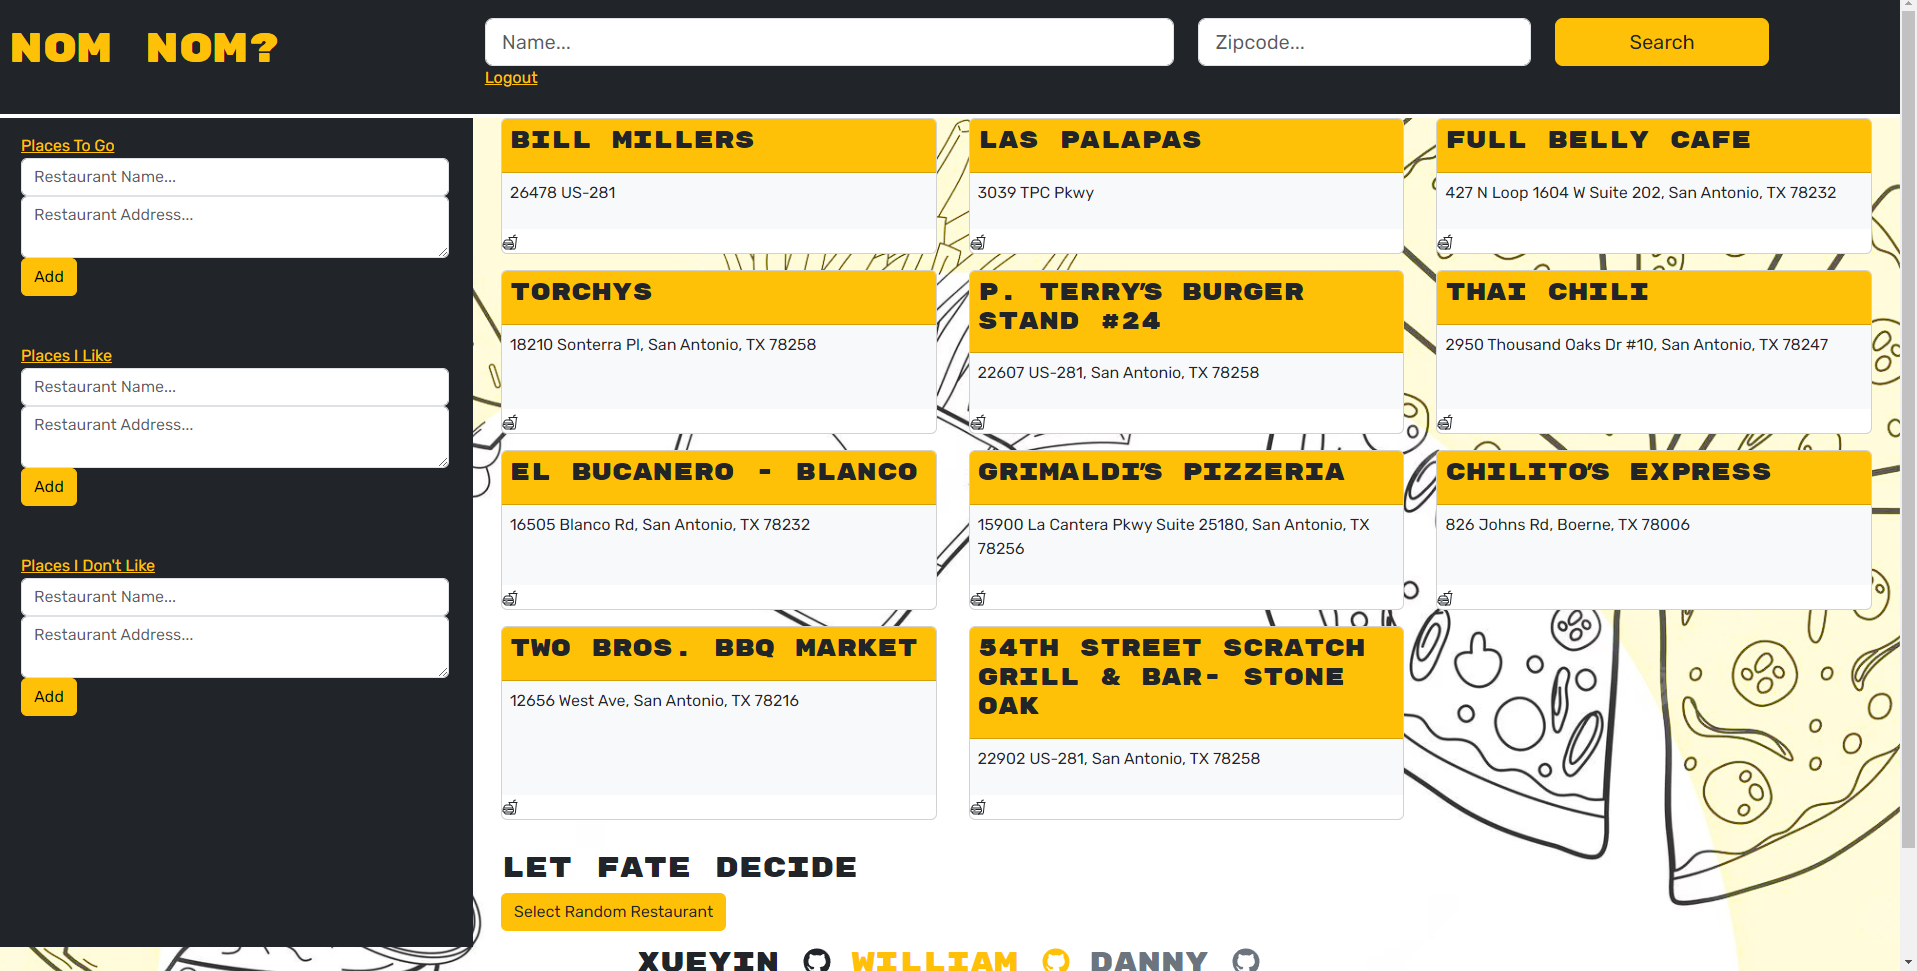 NOM NOM?
Name...
Zipcode...
Search
Logout
Places To Go
Restaurant Name...
Restaurant Address...
Add
Places I Like
Restaurant Name...
Restaurant Address...
Add
Places I Don't Like
Restaurant Name...
Restaurant Address...
Add
BILL MILLERS
26478 US-281
LAS PALAPAS
3039 TPC Pkwy
FULL BELLY CAFE
427 N Loop 1604 W Suite 202, San Antonio, TX 78232
TORCHYS
18210 Sonterra Pl, San Antonio, TX 78258
P. TERRY'S BURGER
STAND #24
22607 US-281, San Antonio, TX 78258
THAI CHILI
2950 Thousand Oaks Dr #10, San Antonio, TX 78247
EL BUCANERO - BLANCO
16505 Blanco Rd, San Antonio, TX 78232
GRIMALDI'S PIZZERIA
15900 La Cantera Pkwy Suite 25180, San Antonio, TX
78256
CHILITO'S EXPRESS
826 Johns Rd, Boerne, TX 78006
TWO BROS. BBQ MARKET
12656 West Ave, San Antonio, TX 78216
54TH STREET SCRATCH
GRILL & BAR- STONE
OAK
22902 US-281, San Antonio, TX 78258
LET FATE DECIDE
Select Random Restaurant
XUEYIN WILLIAM DANNY